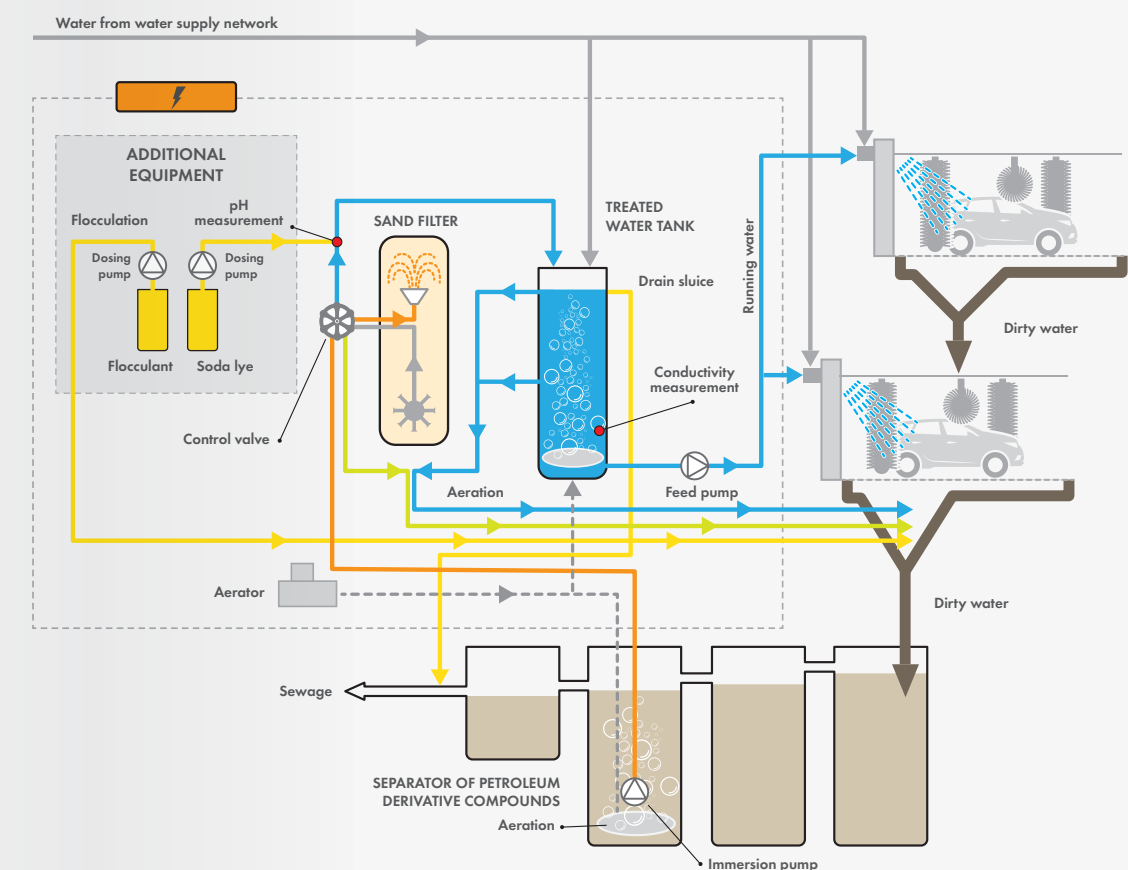 Water from water supply network
ADDITIONAL
EQUIPMENT
Flocculation
pH
measurement
Dosing
pump
Dosing
pump
Flocculant
Soda lye
Control valve
SAND FILTER
TREATED
WATER TANK
Drain sluice
Conductivity
measurement
Running water
Aeration
Feed pump
Dirty water
Aerator
Dirty water
Sewage
SEPARATOR OF PETROLEUM
DERIVATIVE COMPOUNDS
Aeration
Immersion pump